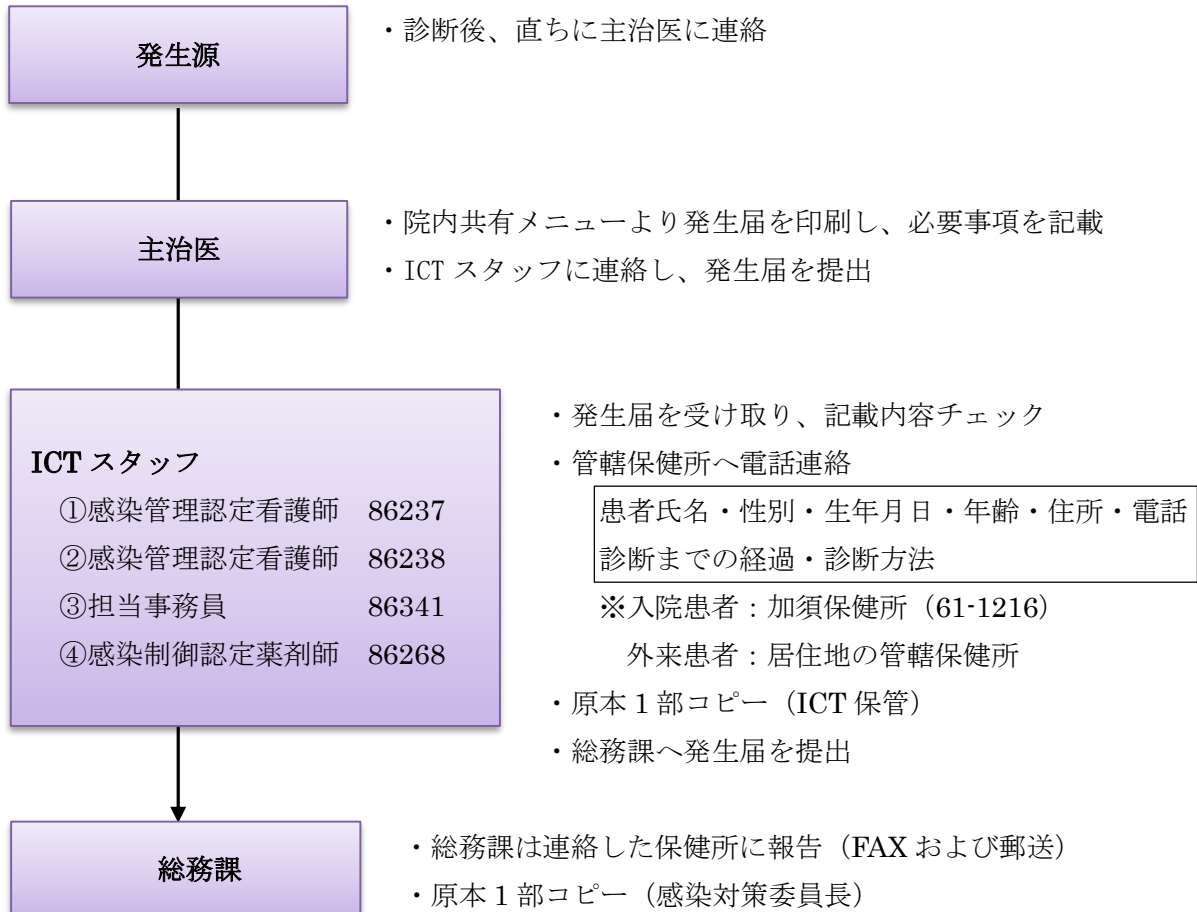 発生源
・診断後、直ちに主治医に連絡
主治医
・院内共有メニューより発生届を印刷し、必要事項を記載
・ICT スタッフに連絡し、発生届を提出
ICT スタッフ
①感染管理認定看護師 86237
②感染管理認定看護師 86238
③担当事務員 86341
④感染制御認定薬剤師 86268
・発生届を受け取り、記載内容チェック
・管轄保健所へ電話連絡
患者氏名・性別・生年月日・年齢・住所・電話
診断までの経過・診断方法
※入院患者：加須保健所（61-1216）
外来患者：居住地の管轄保健所
・原本 1 部コピー（ICT 保管）
・総務課へ発生届を提出
総務課
・総務課は連絡した保健所に報告（FAX および郵送）
・原本 1 部コピー（感染対策委員長）